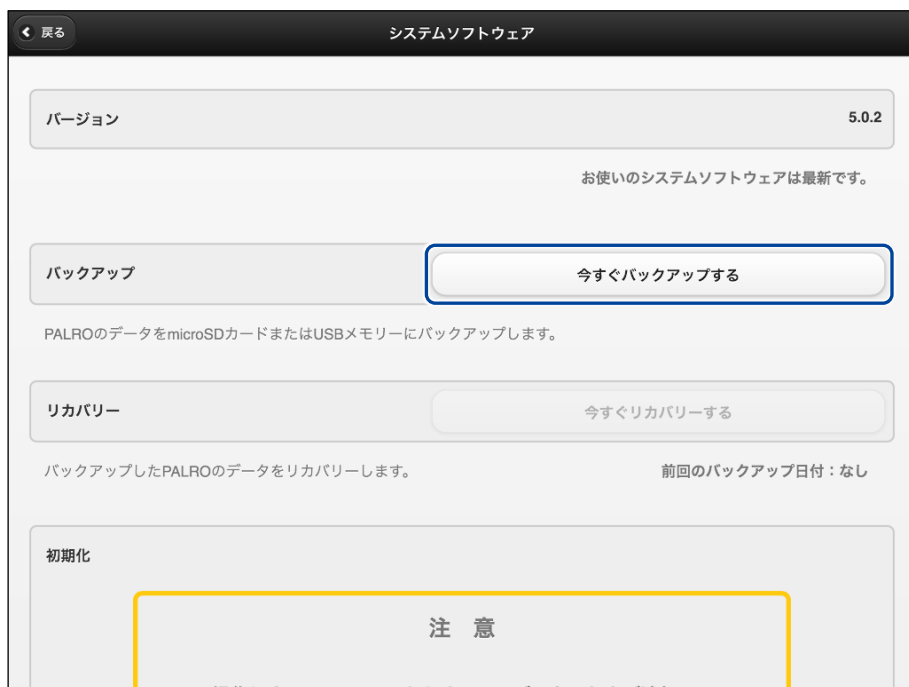 戻る
システムソフトウェア
バージョン
5.0.2
お使いのシステムソフトウェアは最新です。
バックアップ
今すぐバックアップする
PALROのデータをmicroSDカードまたはUSBメモリーにバックアップします。
リカバリー
今すぐリカバリーする
バックアップしたPALROのデータをリカバリーします。
前回のバックアップ日付：なし
初期化
注　意